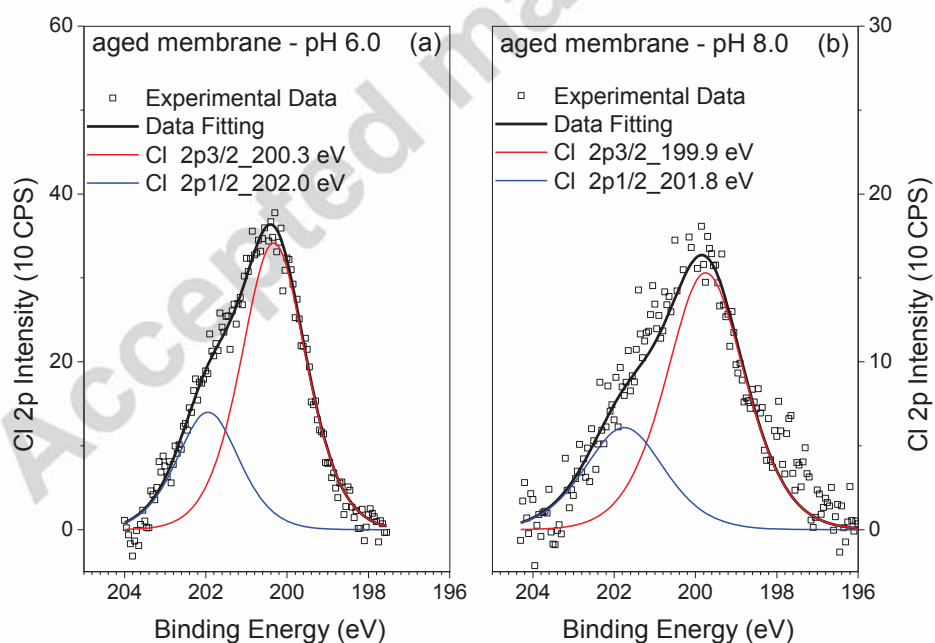 60
40
20
0
Cl 2p Intensity (10 CPS)
aged membrane - pH 6.0 (a)
Experimental Data
Data Fitting
Cl 2p3/2_200.3 eV
Cl 2p1/2_202.0 eV
204 202 200 198 196
Binding Energy (eV)
aged membrane - pH 8.0 (b)
Experimental Data
Data Fitting
Cl 2p3/2_199.9 eV
Cl 2p1/2_201.8 eV
204 202 200 198 196
Binding Energy (eV)
30
20
10
0
Cl 2p Intensity (10 CPS)
Accepted ma